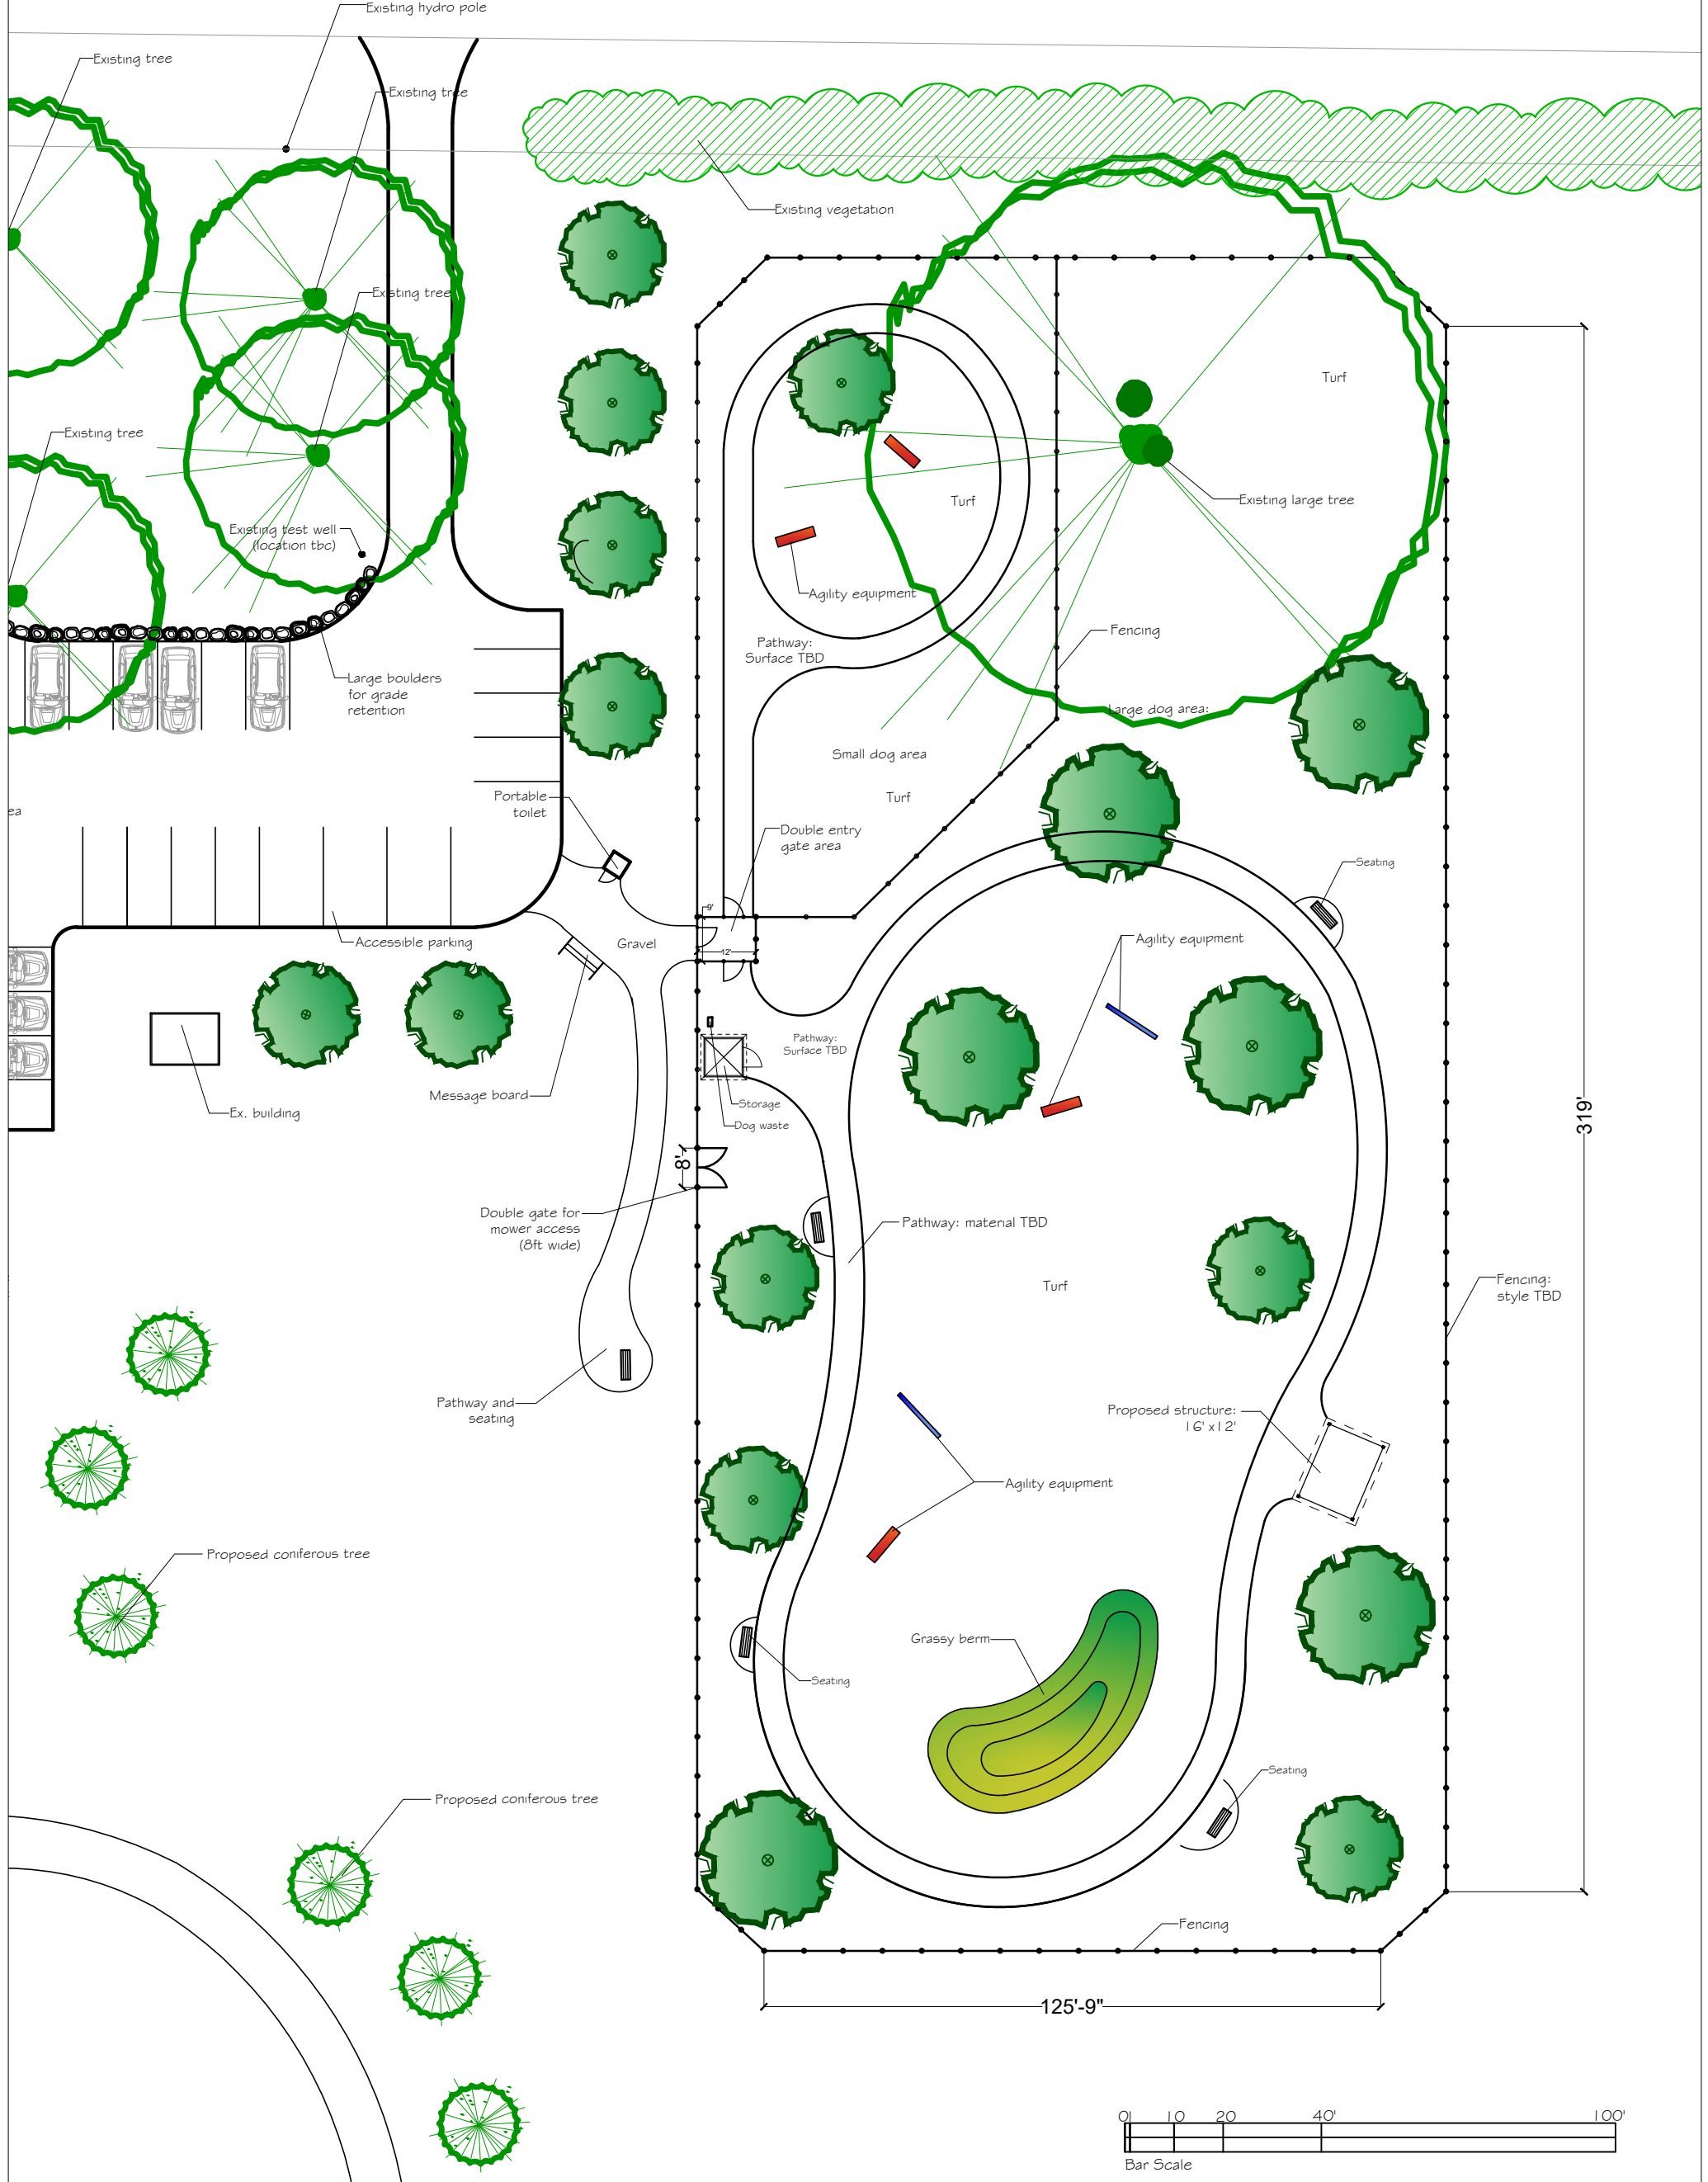 Existing hydro pole
Existing tree
Existing tree
Existing vegetation
Existing tree
Turf
Existing tree
Turf
Existing large tree
Existing test well
(location tbc)
Agility equipment
Fencing
Pathway:
Surface TBD
Large boulders
for grade
retention
Large dog area:
Small dog area
Turf
Portable
toilet
ea
Double entry
gate area
Seating
9'
Accessible parking
Gravel
12'
Agility equipment
Pathway:
Surface TBD
Message board
Storage
Ex. building
Dog waste
319'
8'
Double gate for
mower access
(8ft wide)
Pathway: material TBD
Turf
Fencing:
style TBD
Pathway and
seating
Proposed structure:
16' x12'
Agility equipment
Proposed coniferous tree
Grassy berm
Seating
Seating
Proposed coniferous tree
Fencing
125'-9"
0 10 20 40' 100'
Bar Scale